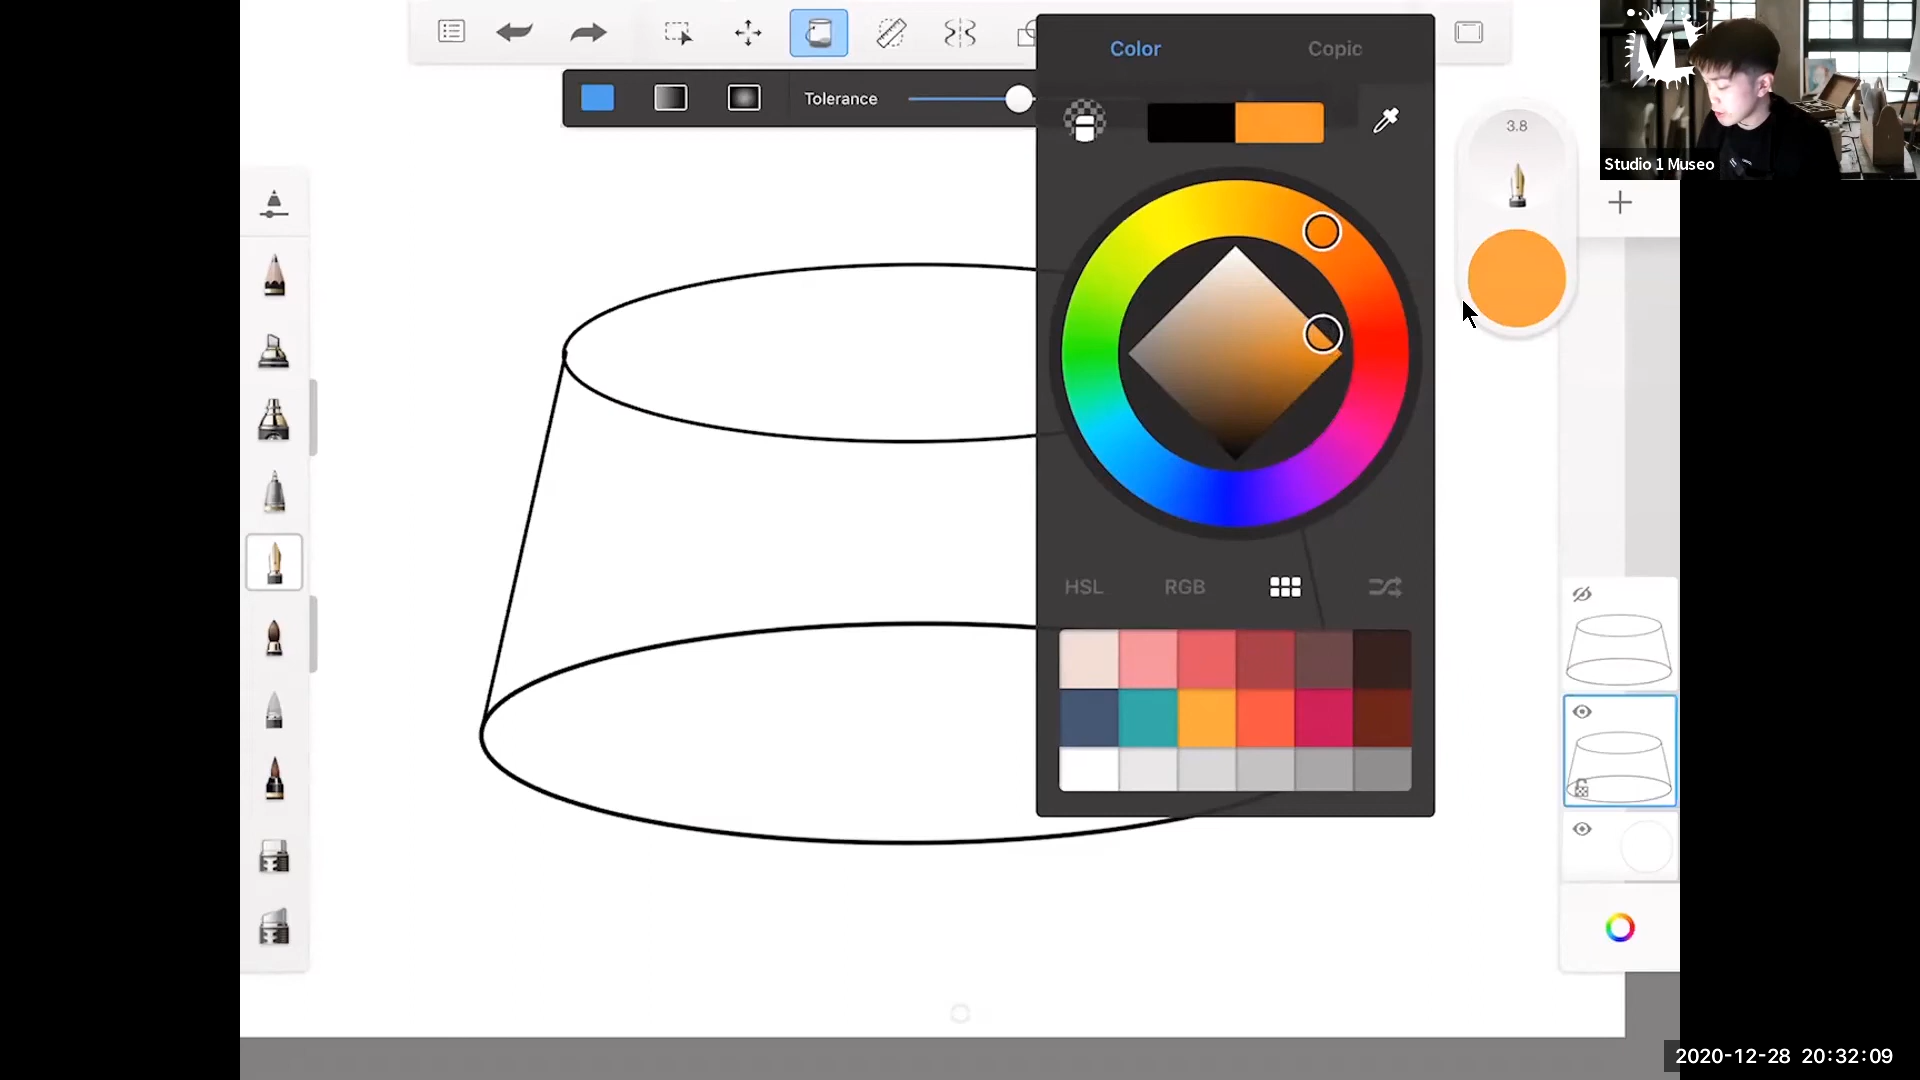 Color
Copic
Tolerance
3.8
Studio 1 Museo
HSL
RGB
2020-12-28 20:32:09